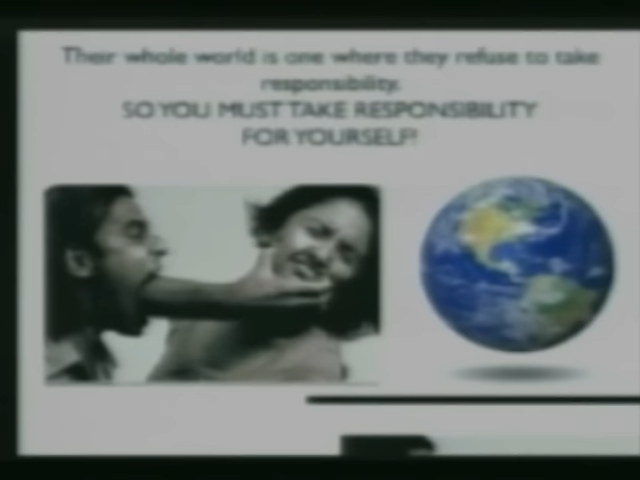 Their whole world is one where they refuse to take
responsibility.
SO YOU MUST TAKE RESPONSIBILITY
FOR YOURSELF!